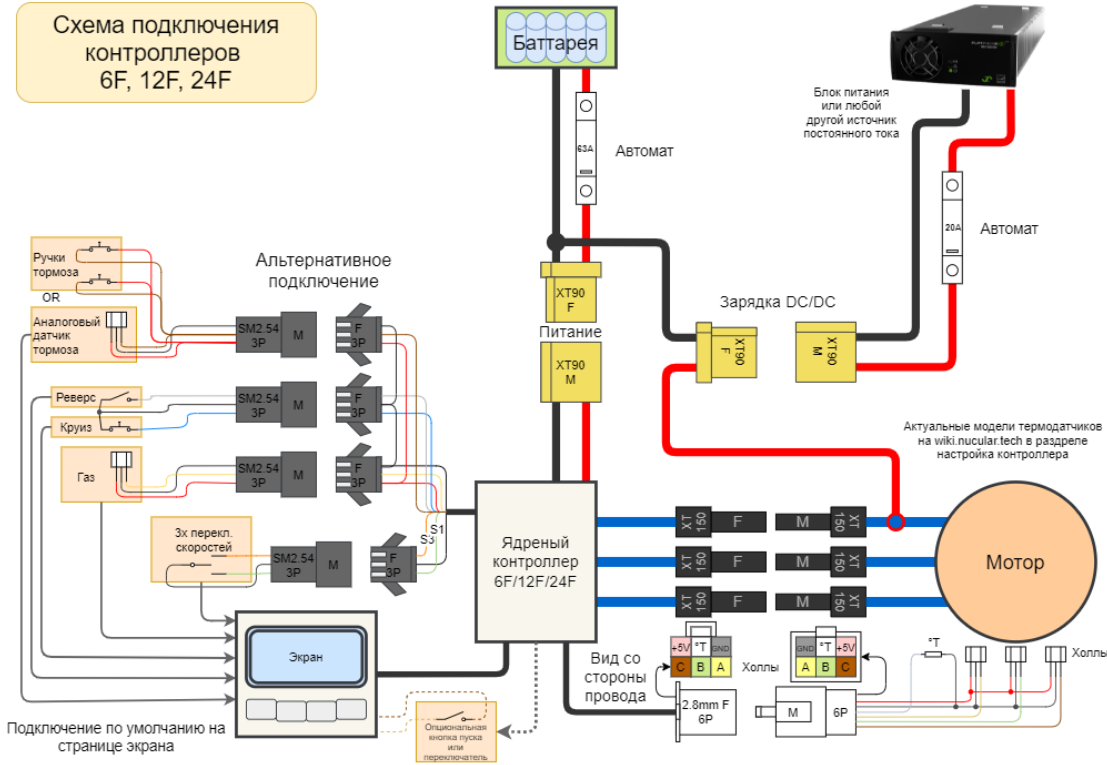 Схема подключения
контроллеров
6F, 12F, 24F
Баттарея
Блок питания
или любой
другой источник
постоянного тока
63A
Автомат
20A
Автомат
Ручки
тормоза
OR
Аналоговый
датчик
тормоза
Альтернативное
подключение
SM2.54
3P
M
F
3P
XT90
F
Питание
XT90
M
Зарядка DC/DC
XT90
F
XT90
M
Реверс
Круиз
SM2.54
3P
M
F
3P
Газ
SM2.54
3P
M
F
3P
Актуальные модели термодатчиков
на wiki.nucular.tech в раздреле
настройка контроллера
3х перекл.
скоростей
SM2.54
3P
M
F
3P
S1
S3
Ядреный
контроллер
6F/12F/24F
XT
150
F
M
XT
150
XT
150
F
M
XT
150
XT
150
F
M
XT
150
Мотор
Экран
Вид со
стороны
провода
+5V
°T
GND
C
B
A
Холлы
GND
°T
+5V
A
B
C
°T
Холлы
2.8mm F
6P
M
6P
Подключение по умолчанию на
странице экрана
Опциональная
кнопка пуска
или
переключатель